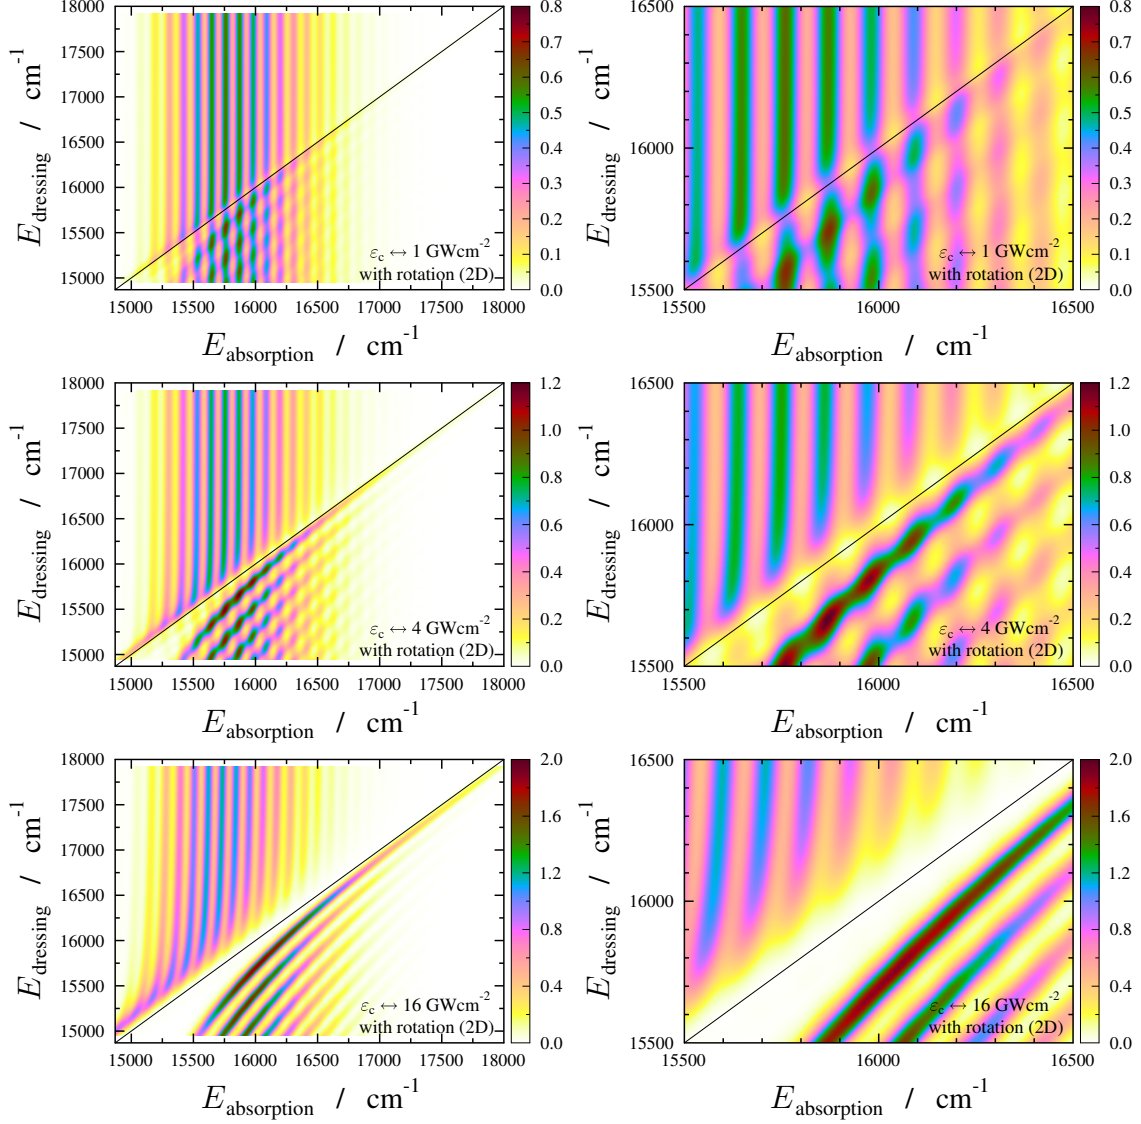 18000
17500
17000
16500
16000
15500
15000
E_dressing / cm⁻¹
ε_c ↔ 1 GWcm⁻²
with rotation (2D)
15000 15500 16000 16500 17000 17500 18000
E_absorption / cm⁻¹
0.8
0.7
0.6
0.5
0.4
0.3
0.2
0.1
0.0
16500
16000
15500
E_dressing / cm⁻¹
ε_c ↔ 1 GWcm⁻²
with rotation (2D)
15500 16000 16500
E_absorption / cm⁻¹
0.8
0.7
0.6
0.5
0.4
0.3
0.2
0.1
0.0
18000
17500
17000
16500
16000
15500
15000
E_dressing / cm⁻¹
ε_c ↔ 4 GWcm⁻²
with rotation (2D)
15000 15500 16000 16500 17000 17500 18000
E_absorption / cm⁻¹
1.2
1.0
0.8
0.6
0.4
0.2
0.0
16500
16000
15500
E_dressing / cm⁻¹
ε_c ↔ 4 GWcm⁻²
with rotation (2D)
15500 16000 16500
E_absorption / cm⁻¹
1.2
1.0
0.8
0.6
0.4
0.2
0.0
18000
17500
17000
16500
16000
15500
15000
E_dressing / cm⁻¹
ε_c ↔ 16 GWcm⁻²
with rotation (2D)
15000 15500 16000 16500 17000 17500 18000
E_absorption / cm⁻¹
2.0
1.6
1.2
0.8
0.4
0.0
16500
16000
15500
E_dressing / cm⁻¹
ε_c ↔ 16 GWcm⁻²
with rotation (2D)
15500 16000 16500
E_absorption / cm⁻¹
2.0
1.6
1.2
0.8
0.4
0.0